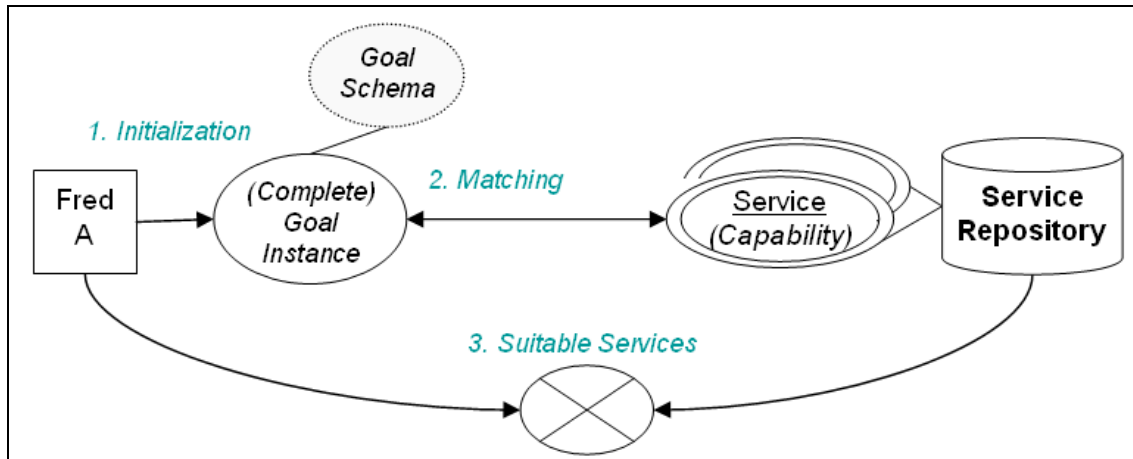 Goal
Schema
1. Initialization
Fred
A
(Complete)
Goal
Instance
2. Matching
Service
(Capability)
Service
Repository
3. Suitable Services